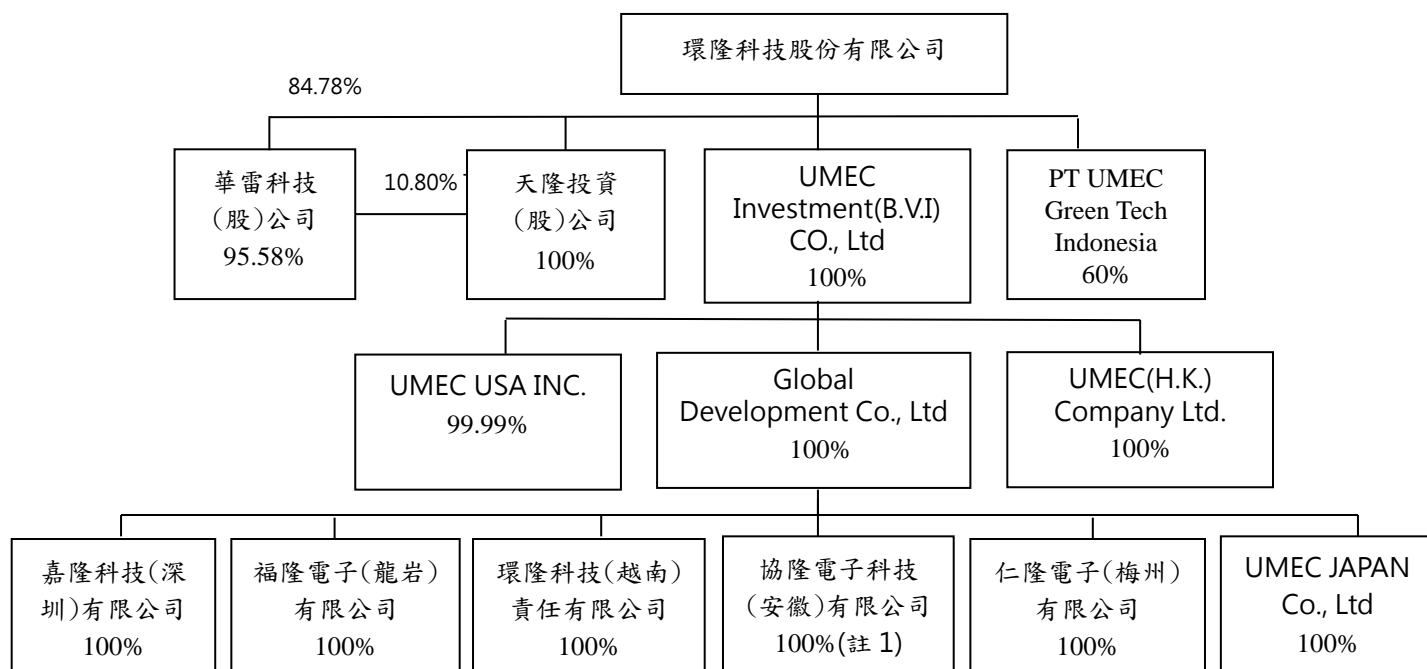 環隆科技股份有限公司
84.78%
華雷科技
(股)公司
95.58%
10.80%
天隆投資
(股)公司
100%
UMEC
Investment(B.V.I)
CO., Ltd
100%
PT UMEC
Green Tech
Indonesia
60%
UMEC USA INC.
99.99%
Global
Development Co., Ltd
100%
UMEC(H.K.)
Company Ltd.
100%
嘉隆科技(深
圳)有限公司
100%
福隆電子(龍岩)
有限公司
100%
環隆科技(越南)
責任有限公司
100%
協隆電子科技
(安徽)有限公司
100%(註 1)
仁隆電子(梅州)
有限公司
100%
UMEC JAPAN
Co., Ltd
100%